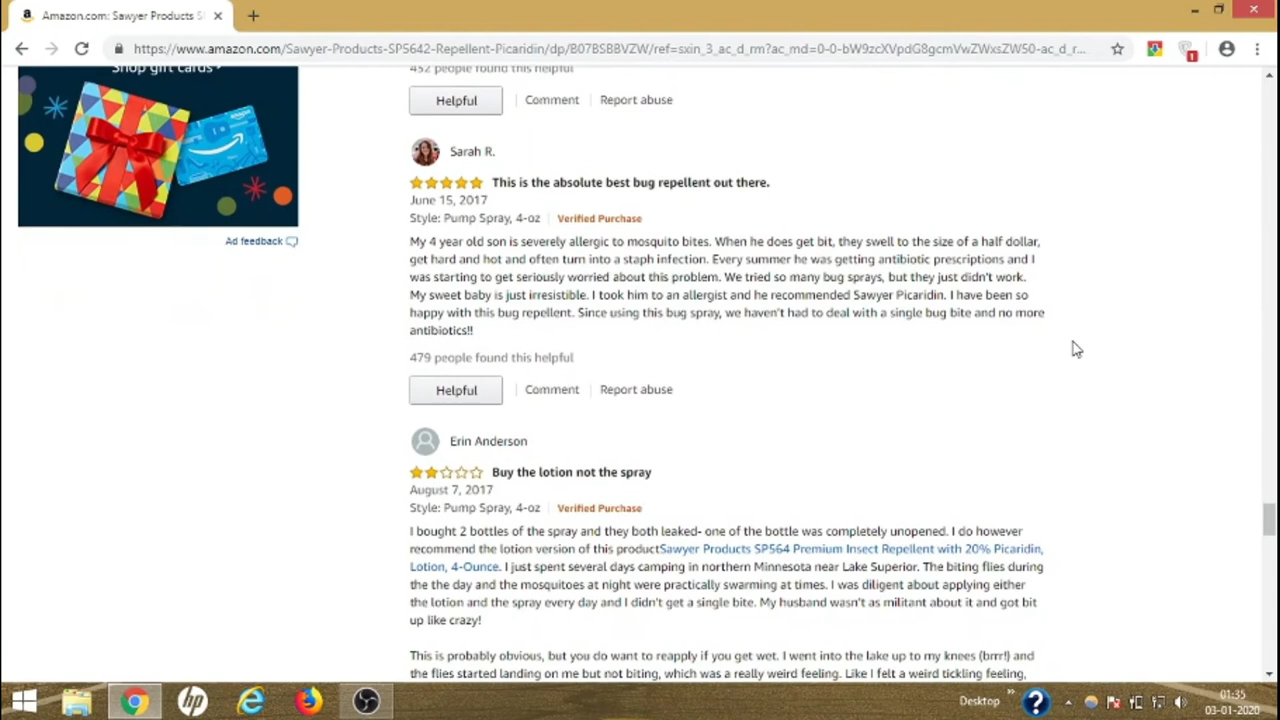 Amazon.com: Sawyer Products S
https://www.amazon.com/Sawyer-Products-SP5642-Repellent-Picaridin/dp/B07BSBBVZW/ref=sxin_3_ac_d_rm?ac_md=0-0-bW9zcXVpdG8gcmVwZWxsZW50-ac_d_r...
1
Shop gift cards ›
452 people found this helpful
Helpful
Comment
Report abuse
Sarah R.
This is the absolute best bug repellent out there.
June 15, 2017
Style: Pump Spray, 4-oz Verified Purchase
My 4 year old son is severely allergic to mosquito bites. When he does get bit, they swell to the size of a half dollar,
get hard and hot and often turn into a staph infection. Every summer he was getting antibiotic prescriptions and I
was starting to get seriously worried about this problem. We tried so many bug sprays, but they just didn't work.
My sweet baby is just irresistible. I took him to an allergist and he recommended Sawyer Picaridin. I have been so
happy with this bug repellent. Since using this bug spray, we haven't had to deal with a single bug bite and no more
antibiotics!!
Ad feedback
479 people found this helpful
Helpful
Comment
Report abuse
Erin Anderson
Buy the lotion not the spray
August 7, 2017
Style: Pump Spray, 4-oz Verified Purchase
I bought 2 bottles of the spray and they both leaked- one of the bottle was completely unopened. I do however
recommend the lotion version of this productSawyer Products SP564 Premium Insect Repellent with 20% Picaridin,
Lotion, 4-Ounce. I just spent several days camping in northern Minnesota near Lake Superior. The biting flies during
the the day and the mosquitoes at night were practically swarming at times. I was diligent about applying either
the lotion and the spray every day and I didn't get a single bite. My husband wasn't as militant about it and got bit
up like crazy!
This is probably obvious, but you do want to reapply if you get wet. I went into the lake up to my knees (brrr!) and
the flies started landing on me but not biting, which was a really weird feeling. Like I felt a weird tickling feeling,
hp
Desktop
01:35
03-01-2020